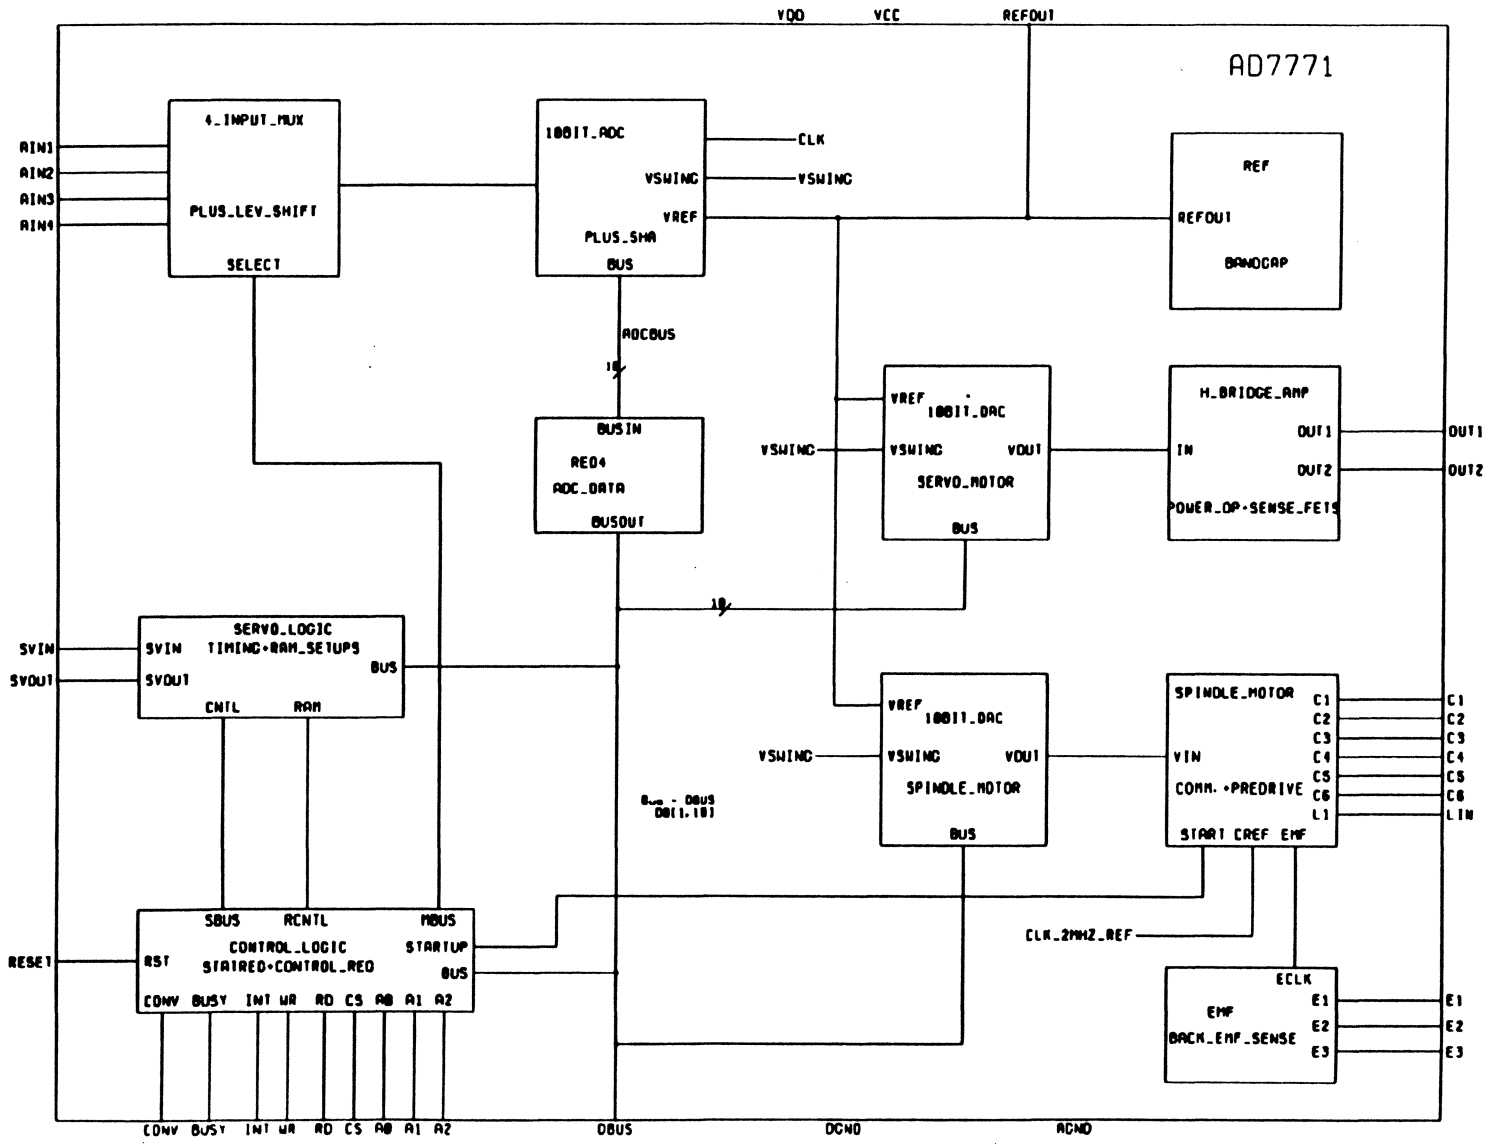 VDD VCC REFOUT
AD7771
4_INPUT_MUX
PLUS_LEV_SHIFT
SELECT
AIN1
AIN2
AIN3
AIN4
10BIT_ADC
VSWING
VREF
PLUS_SHA
BUS
CLK
VSWING
REF
REFOUT
BANDGAP
ADCBUS
10
BUSIN
REG4
ADC_DATA
BUSOUT
VREF
10BIT_DAC
VSWING
VSWING
VOUT
SERVO_MOTOR
BUS
H_BRIDGE_AMP
OUT1
IN
OUT2
POWER_OP+SENSE_FETS
OUT1
OUT2
10
SERVO_LOGIC
TIMING+RAM_SETUPS
SVIN
SVIN
SVOUT
SVOUT
BUS
CNTL RAM
VREF
10BIT_DAC
VSWING
VSWING
VOUT
SPINDLE_MOTOR
BUS
SPINDLE_MOTOR
VIN
COMM. +PREDRIVE
START CREF EMF
C1 C1
C2 C2
C3 C3
C4 C4
C5 C5
C6 C6
L1 LIN
BUS - DBUS
DB[1,10]
SBUS RCNTL MBUS
CONTROL_LOGIC
STATREG+CONTROL_REG
STARTUP
BUS
RESET
RST
CONV BUSY INT WR RD CS A0 A1 A2
CLK_2MHZ_REF
ECLK
EMF
BACK_EMF_SENSE
E1 E1
E2 E2
E3 E3
CONV BUSY INT WR RD CS A0 A1 A2 DBUS DGND AGND